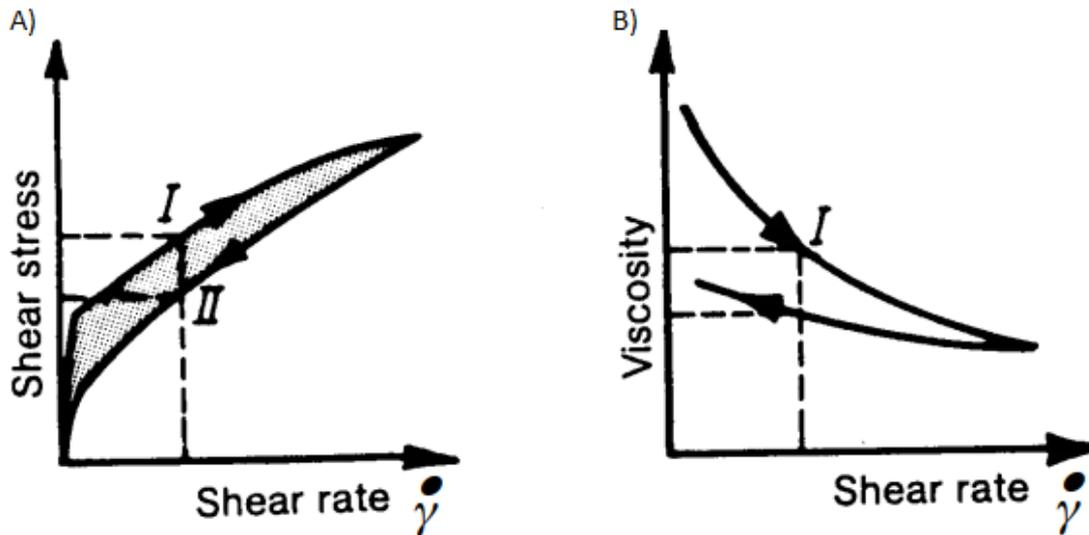 A)
Shear stress
I
II
Shear rate γ̇
B)
Viscosity
I
Shear rate γ̇